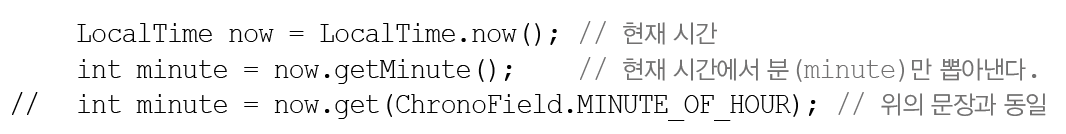 LocalTime now = LocalTime.now(); // 현재 시간
int minute = now.getMinute();    // 현재 시간에서 분(minute)만 뽑아낸다.
//  int minute = now.get(ChronoField.MINUTE_OF_HOUR); // 위의 문장과 동일